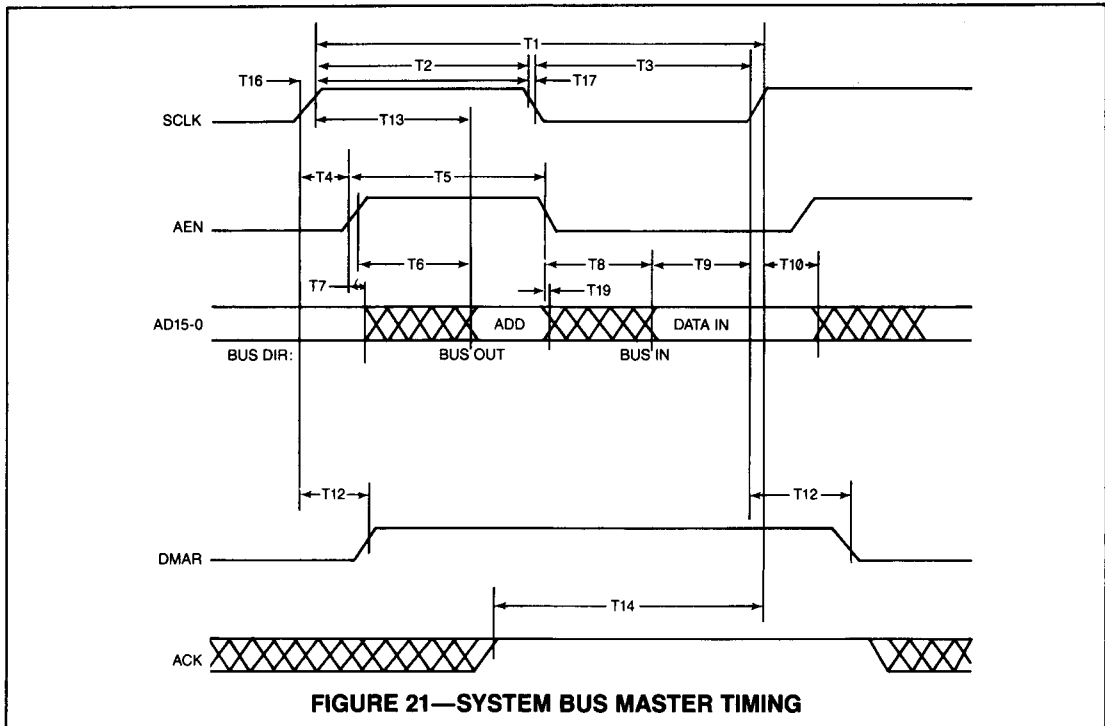 T1
T2 T3
T16 T17
SCLK
T13
T4 T5
AEN
T6 T8 T9 T10
T7 T19
AD15-0 ADD DATA IN
BUS DIR: BUS OUT BUS IN
T12 T12
DMAR
T14
ACK
FIGURE 21—SYSTEM BUS MASTER TIMING